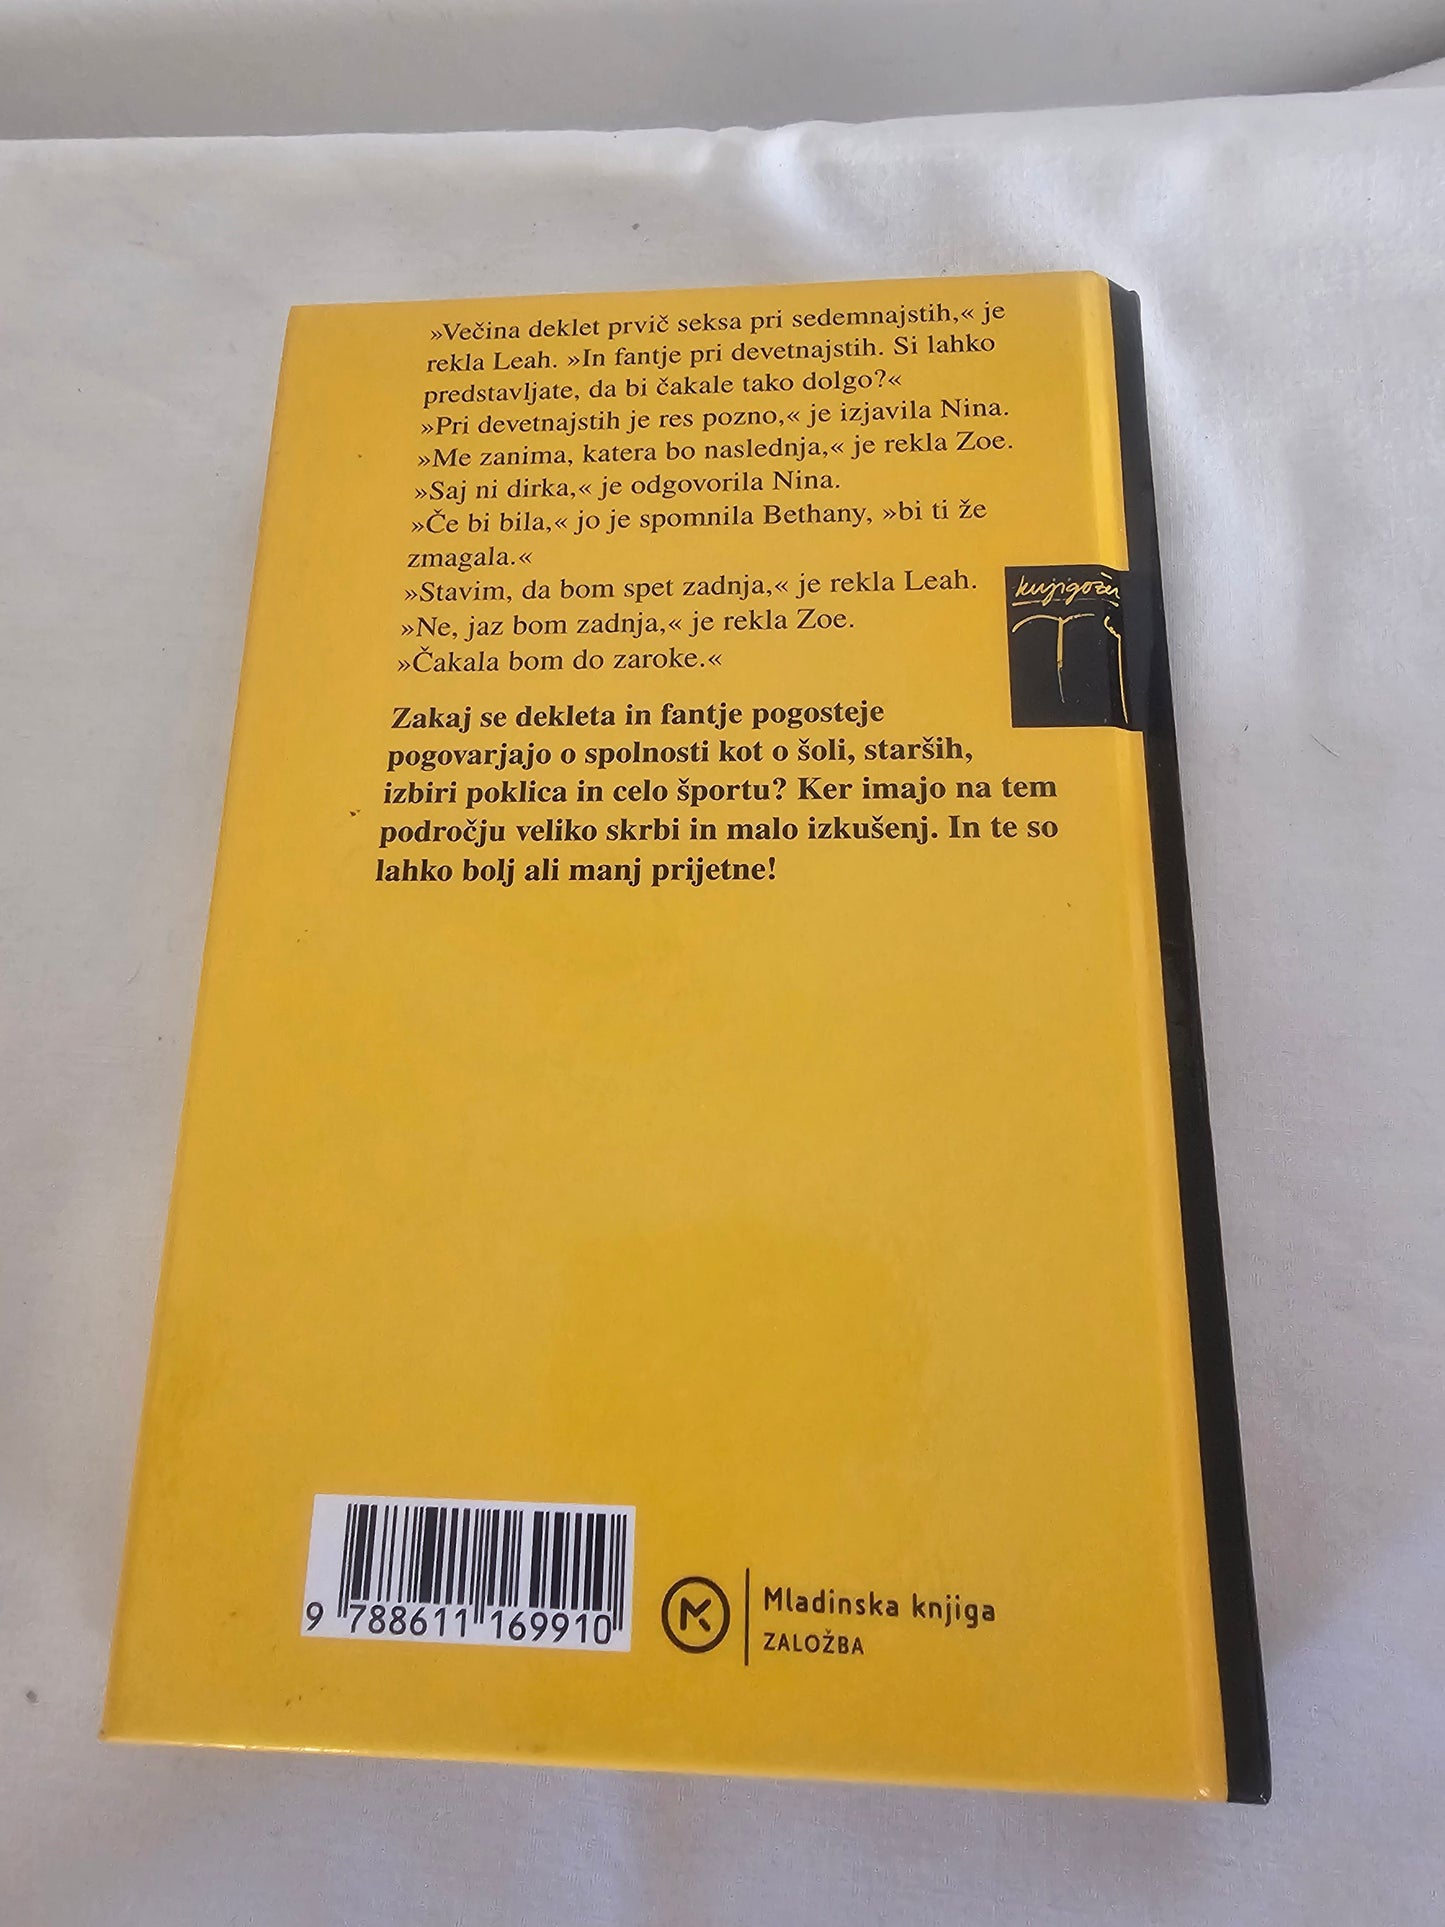 »Večina deklet prvič seksa pri sedemnajstih,« je
rekla Leah. »In fantje pri devetnajstih. Si lahko
predstavljate, da bi čakale tako dolgo?«
»Pri devetnajstih je res pozno,« je izjavila Nina.
»Me zanima, katera bo naslednja,« je rekla Zoe.
»Saj ni dirka,« je odgovorila Nina.
»Če bi bila,« jo je spomnila Bethany, »bi ti že
zmagala.«
»Stavim, da bom spet zadnja,« je rekla Leah.
»Ne, jaz bom zadnja,« je rekla Zoe.
»Čakala bom do zaroke.«
knjigožer
Zakaj se dekleta in fantje pogosteje
pogovarjajo o spolnosti kot o šoli, starših,
izbiri poklica in celo športu? Ker imajo na tem
področju veliko skrbi in malo izkušenj. In te so
lahko bolj ali manj prijetne!
9 788611 169910
Mladinska knjiga
ZALOŽBA